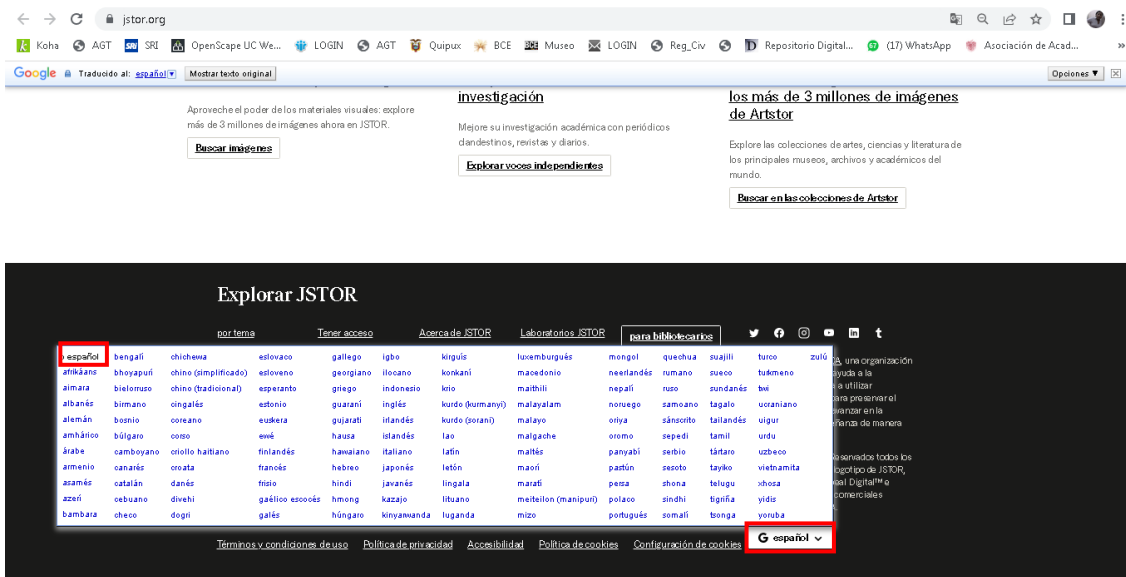 jstor.org
Koha AGT SRI SRI OpenScape UC We... LOGIN AGT Quipux BCE Museo LOGIN Reg_Civ Repositorio Digital... (17) WhatsApp Asociación de Acad... »
Google Traducido al: español Mostrar texto original Opciones ▼
investigación
los más de 3 millones de imágenes
de Artstor
Aproveche el poder de los materiales visuales: explore
más de 3 millones de imágenes ahora en JSTOR.
Buscar imágenes
Mejore su investigación académica con periódicos
clandestinos, revistas y diarios.
Explorar voces independientes
Explore las colecciones de artes, ciencias y literatura de
los principales museos, archivos y académicos del
mundo.
Buscar en las colecciones de Artstor
Explorar JSTOR
por tema Tener acceso Acerca de JSTOR Laboratorios JSTOR para bibliotecarios
español bengalí chichewa eslovaco gallego igbo kirguís luxemburgués mongol quechua suajili turco zulú
afrikáans bhoyapurí chino (simplificado) esloveno georgiano ilocano konkaní macedonio neerlandés rumano sueco turkmeno
aimara bielorruso chino (tradicional) esperanto griego indonesio krio maithili nepalí ruso sundanés twi
albanés birmano cingalés estonio guaraní inglés kurdo (kurmanyí) malayalam noruego samoano tagalo ucraniano
alemán bosnio coreano euskera gujarati irlandés kurdo (sorani) malayo oriya sánscrito tailandés uigur
amhárico búlgaro corso ewé hausa islandés lao malgache oromo sepedi tamil urdu
árabe camboyano criollo haitiano finlandés hawaiano italiano latín maltés panyabí serbio tártaro uzbeco
armenio canarés croata francés hebreo japonés letón maorí pastún sesoto tayiko vietnamita
asamés catalán danés frisio hindi javanés lingala maratí persa shona telugu xhosa
azerí cebuano divehi gaélico escocés hmong kazajo lituano meiteilon (manipuri) polaco sindhi tigriña yidis
bambara checo dogri galés húngaro kinyarwanda luganda mizo portugués somalí tsonga yoruba
, una organización
ayuda a la
a utilizar
para preservar el
avanzar en la
ñanza de manera
eservados todos los
logotipo de JSTOR,
eal Digital™ e
comerciales
Términos y condiciones de uso Política de privacidad Accesibilidad Política de cookies Configuración de cookies
G español